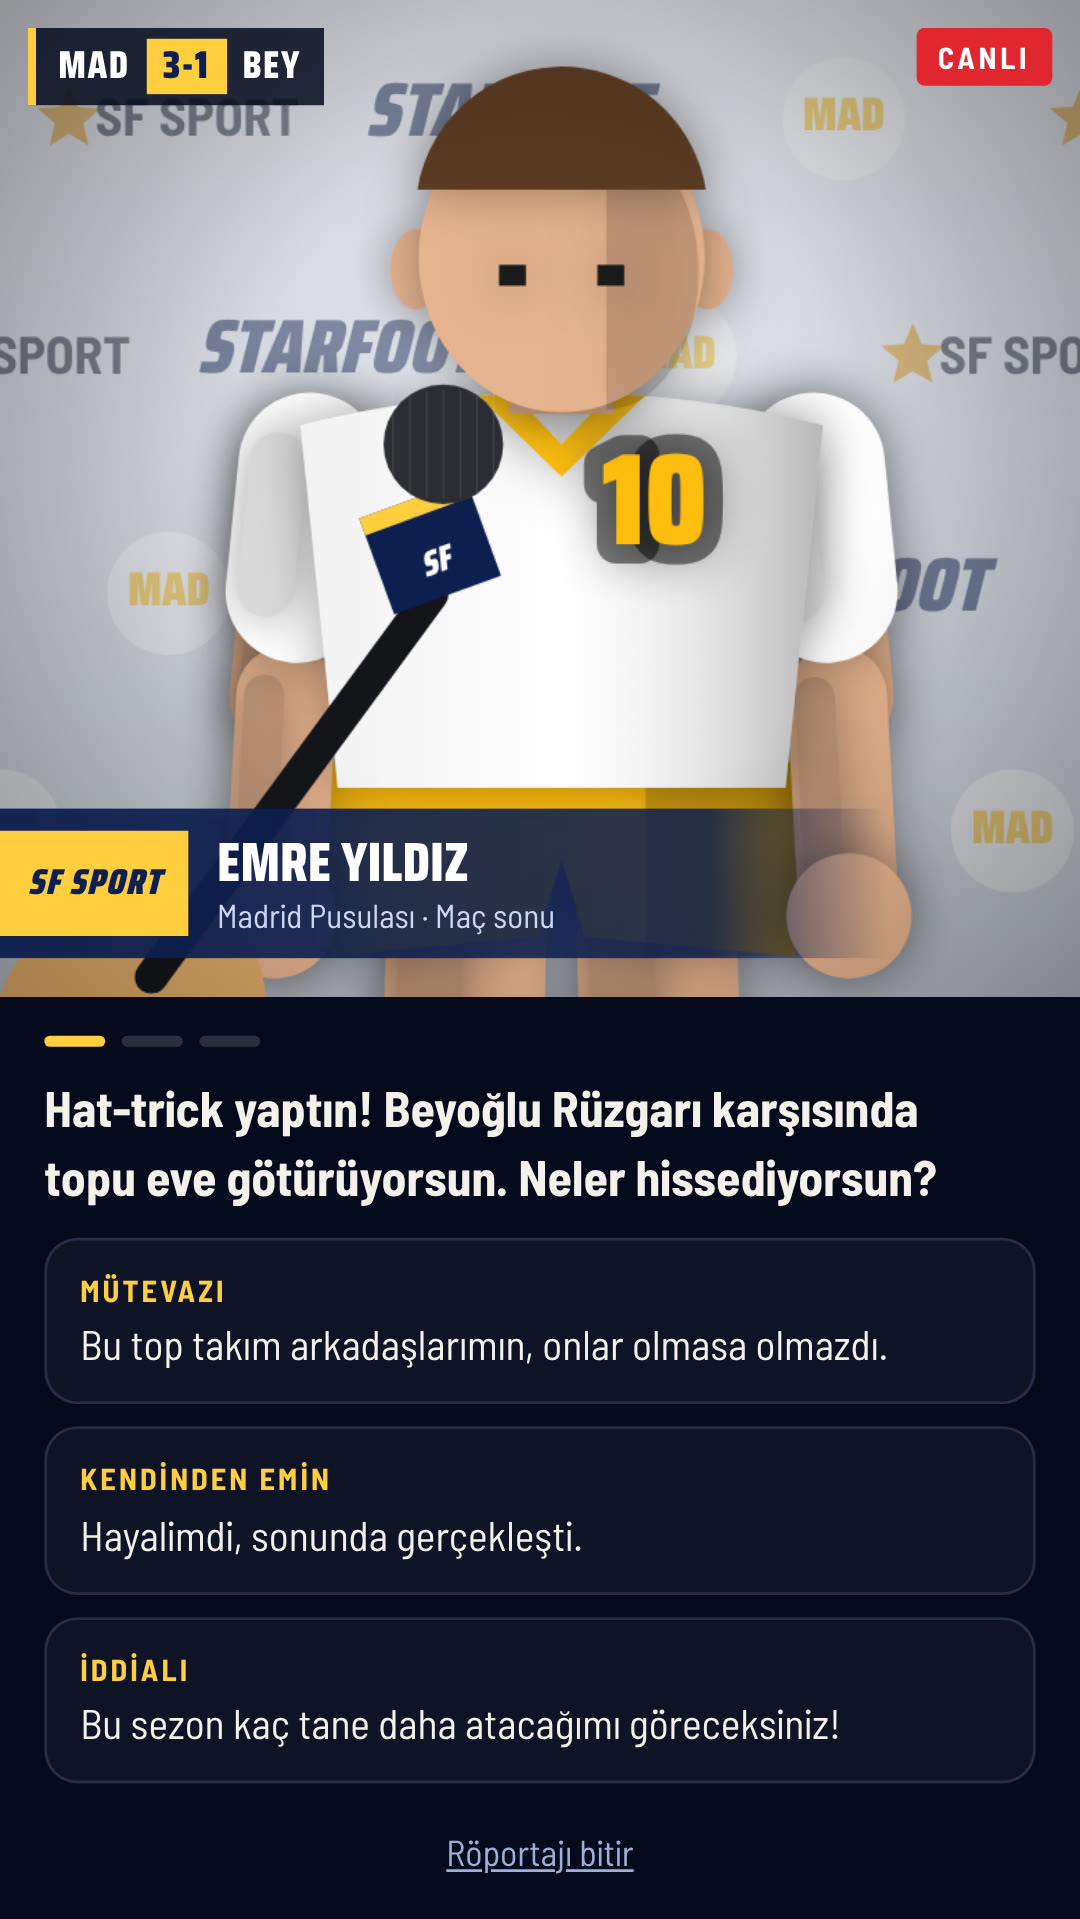 MAD 3-1 BEY
CANLI
SF SPORT
MAD
SPORT
MAD
MAD
10
SF
MAD
SF SPORT
EMRE YILDIZ
Madrid Pusulası · Maç sonu
Hat-trick yaptın! Beyoğlu Rüzgarı karşısında
topu eve götürüyorsun. Neler hissediyorsun?
MÜTEVAZI
Bu top takım arkadaşlarımın, onlar olmasa olmazdı.
KENDİNDEN EMİN
Hayalimdi, sonunda gerçekleşti.
İDDİALI
Bu sezon kaç tane daha atacağımı göreceksiniz!
Röportajı bitir